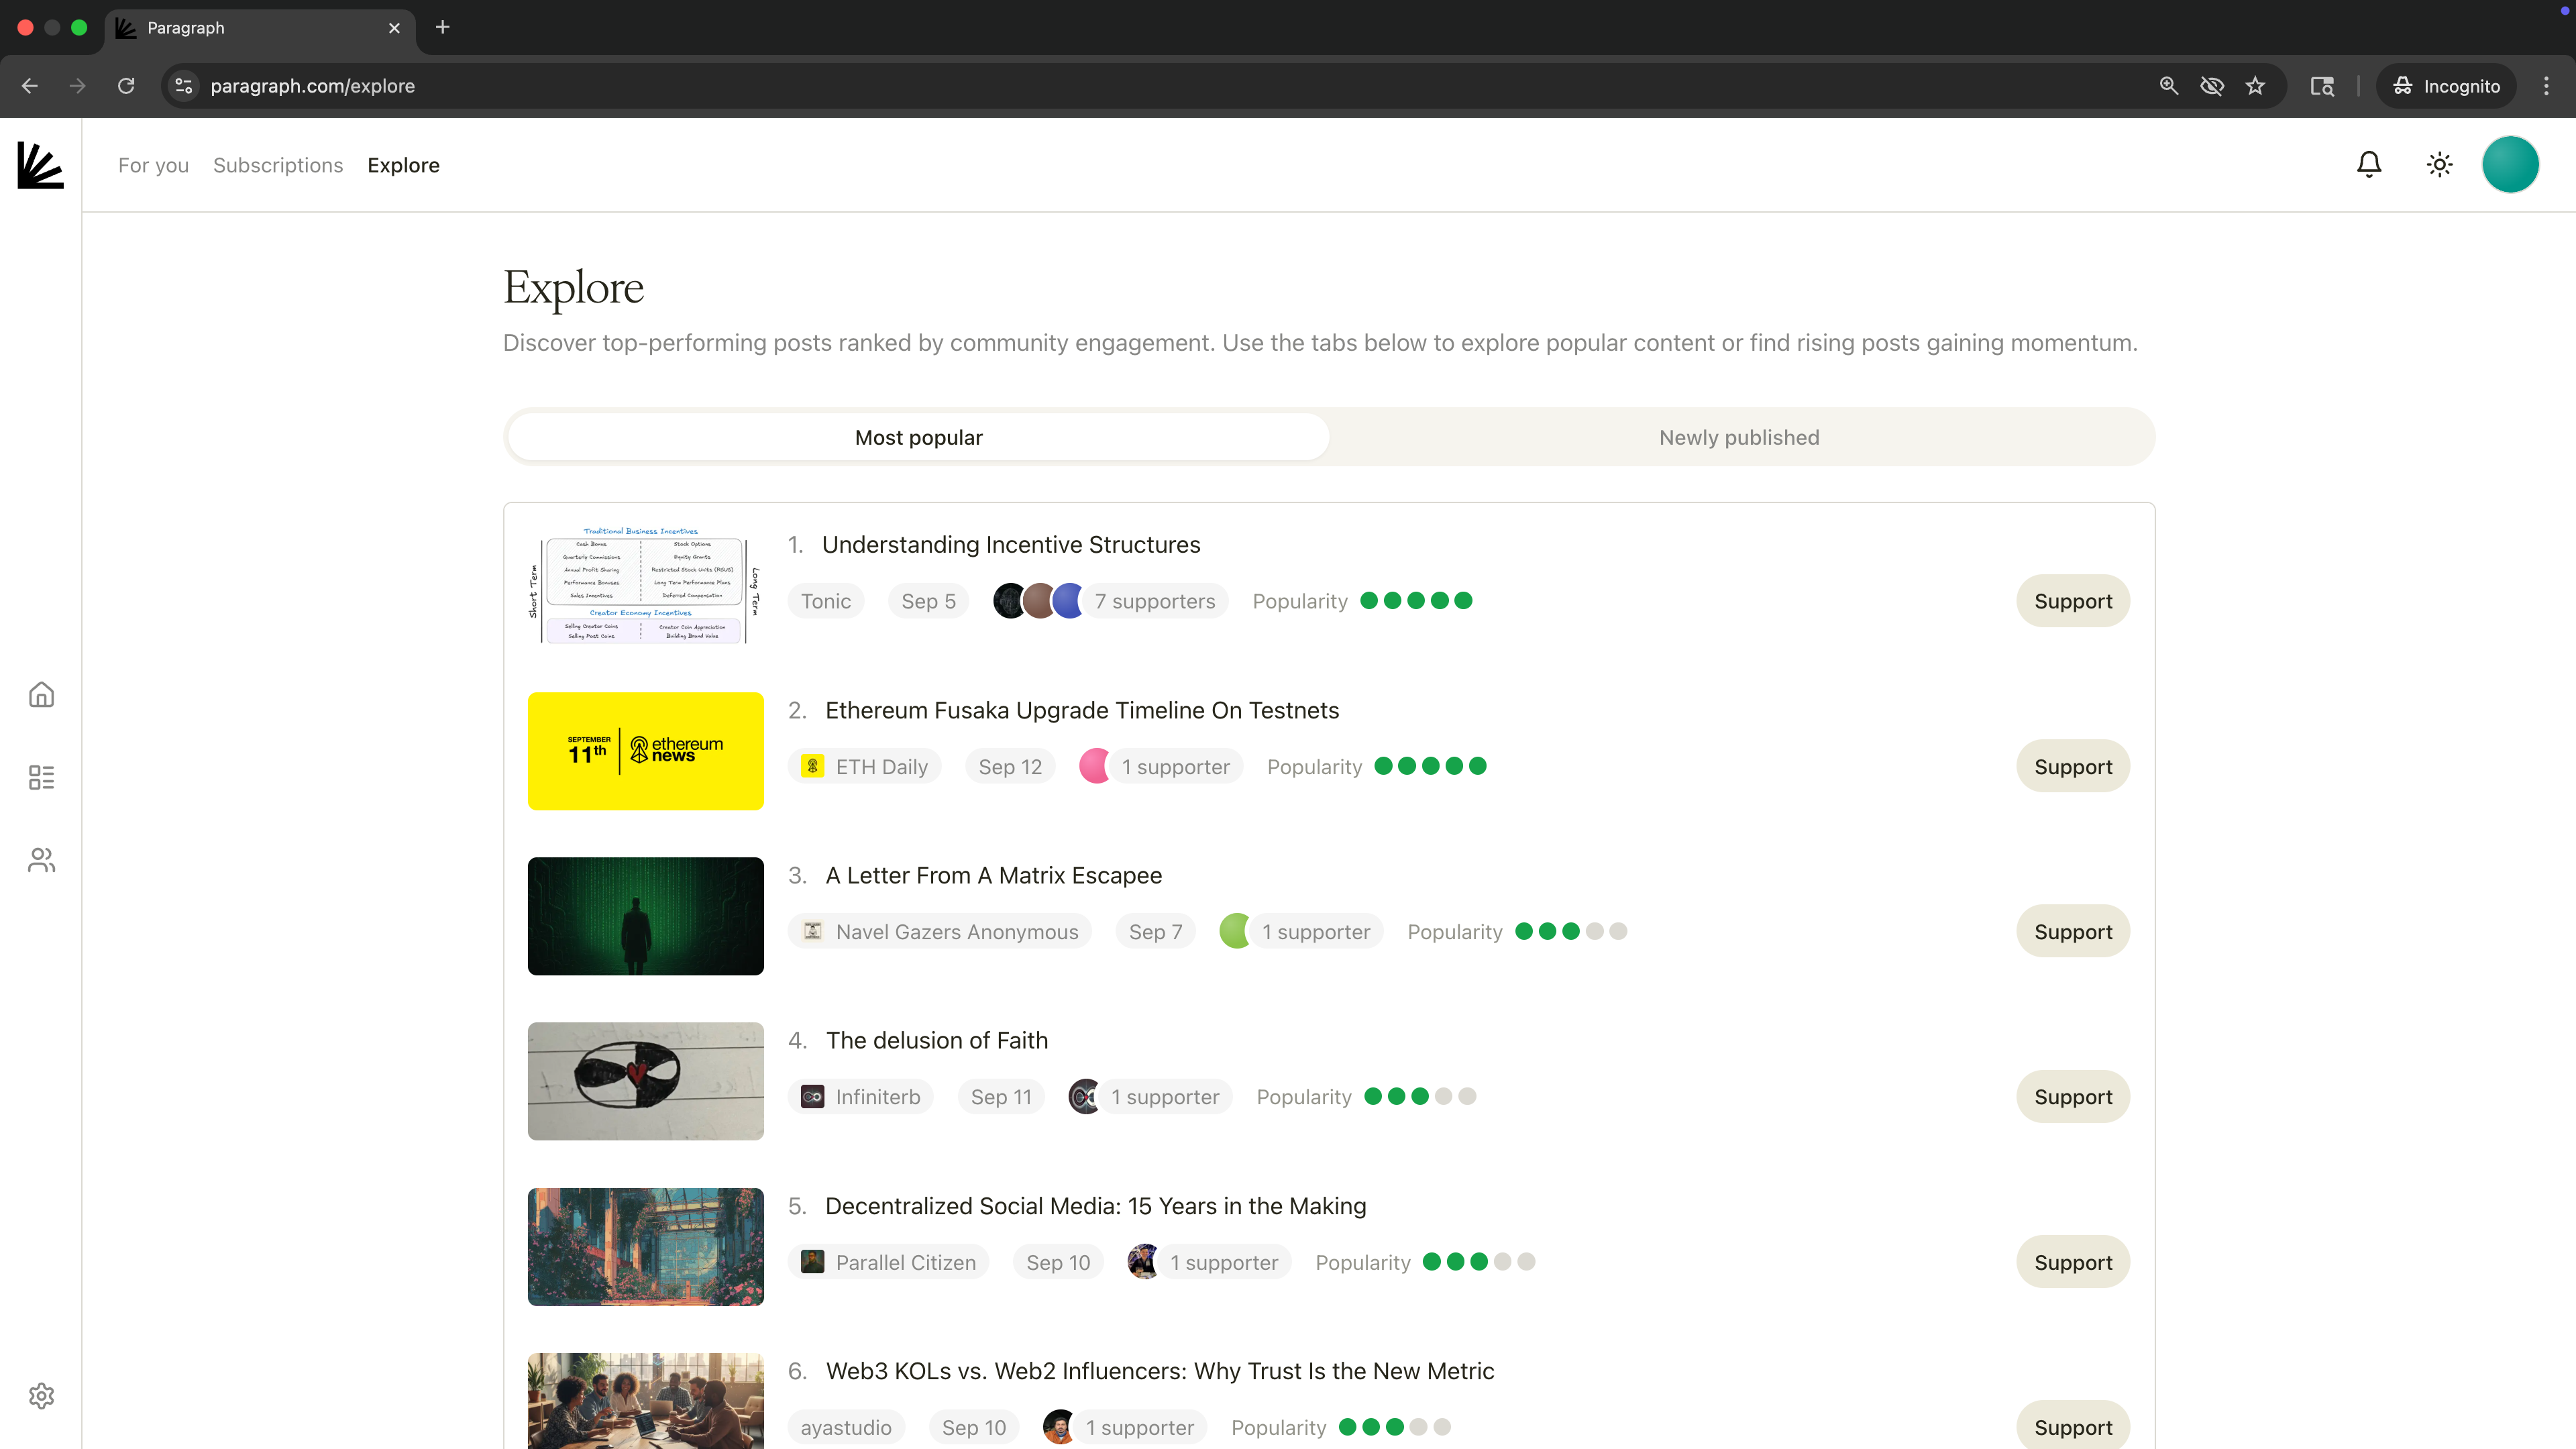 Paragraph
paragraph.com/explore
Incognito
For you
Subscriptions
Explore
Explore
Discover top-performing posts ranked by community engagement. Use the tabs below to explore popular content or find rising posts gaining momentum.
Most popular
Newly published
Traditional Business Incentives
Cash Bonus
Stock Options
Quarterly Commissions
Equity Grants
Annual Profit Sharing
Restricted Stock Units (RSUS)
Performance Bonuses
Long Term Performance Plans
Sales Incentives
Deferred Compensation
Short Term
Long Term
Creator Economy Incentives
Selling Creator Coins
Creator Coin Appreciation
Selling Post Coins
Building Brand Value
1. Understanding Incentive Structures
Tonic
Sep 5
7 supporters
Popularity
Support
SEPTEMBER
11th
ethereum
news
2. Ethereum Fusaka Upgrade Timeline On Testnets
ETH Daily
Sep 12
1 supporter
Popularity
Support
3. A Letter From A Matrix Escapee
Navel Gazers Anonymous
Sep 7
1 supporter
Popularity
Support
4. The delusion of Faith
Infiniterb
Sep 11
1 supporter
Popularity
Support
5. Decentralized Social Media: 15 Years in the Making
Parallel Citizen
Sep 10
1 supporter
Popularity
Support
6. Web3 KOLs vs. Web2 Influencers: Why Trust Is the New Metric
ayastudio
Sep 10
1 supporter
Popularity
Support